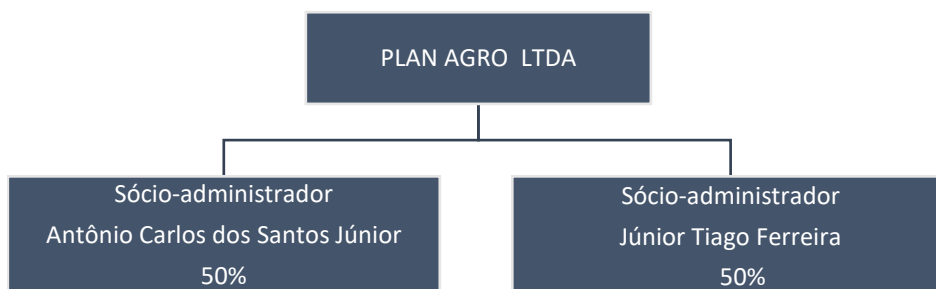 PLAN AGRO LTDA
Sócio-administrador
Antônio Carlos dos Santos Júnior
50%
Sócio-administrador
Júnior Tiago Ferreira
50%